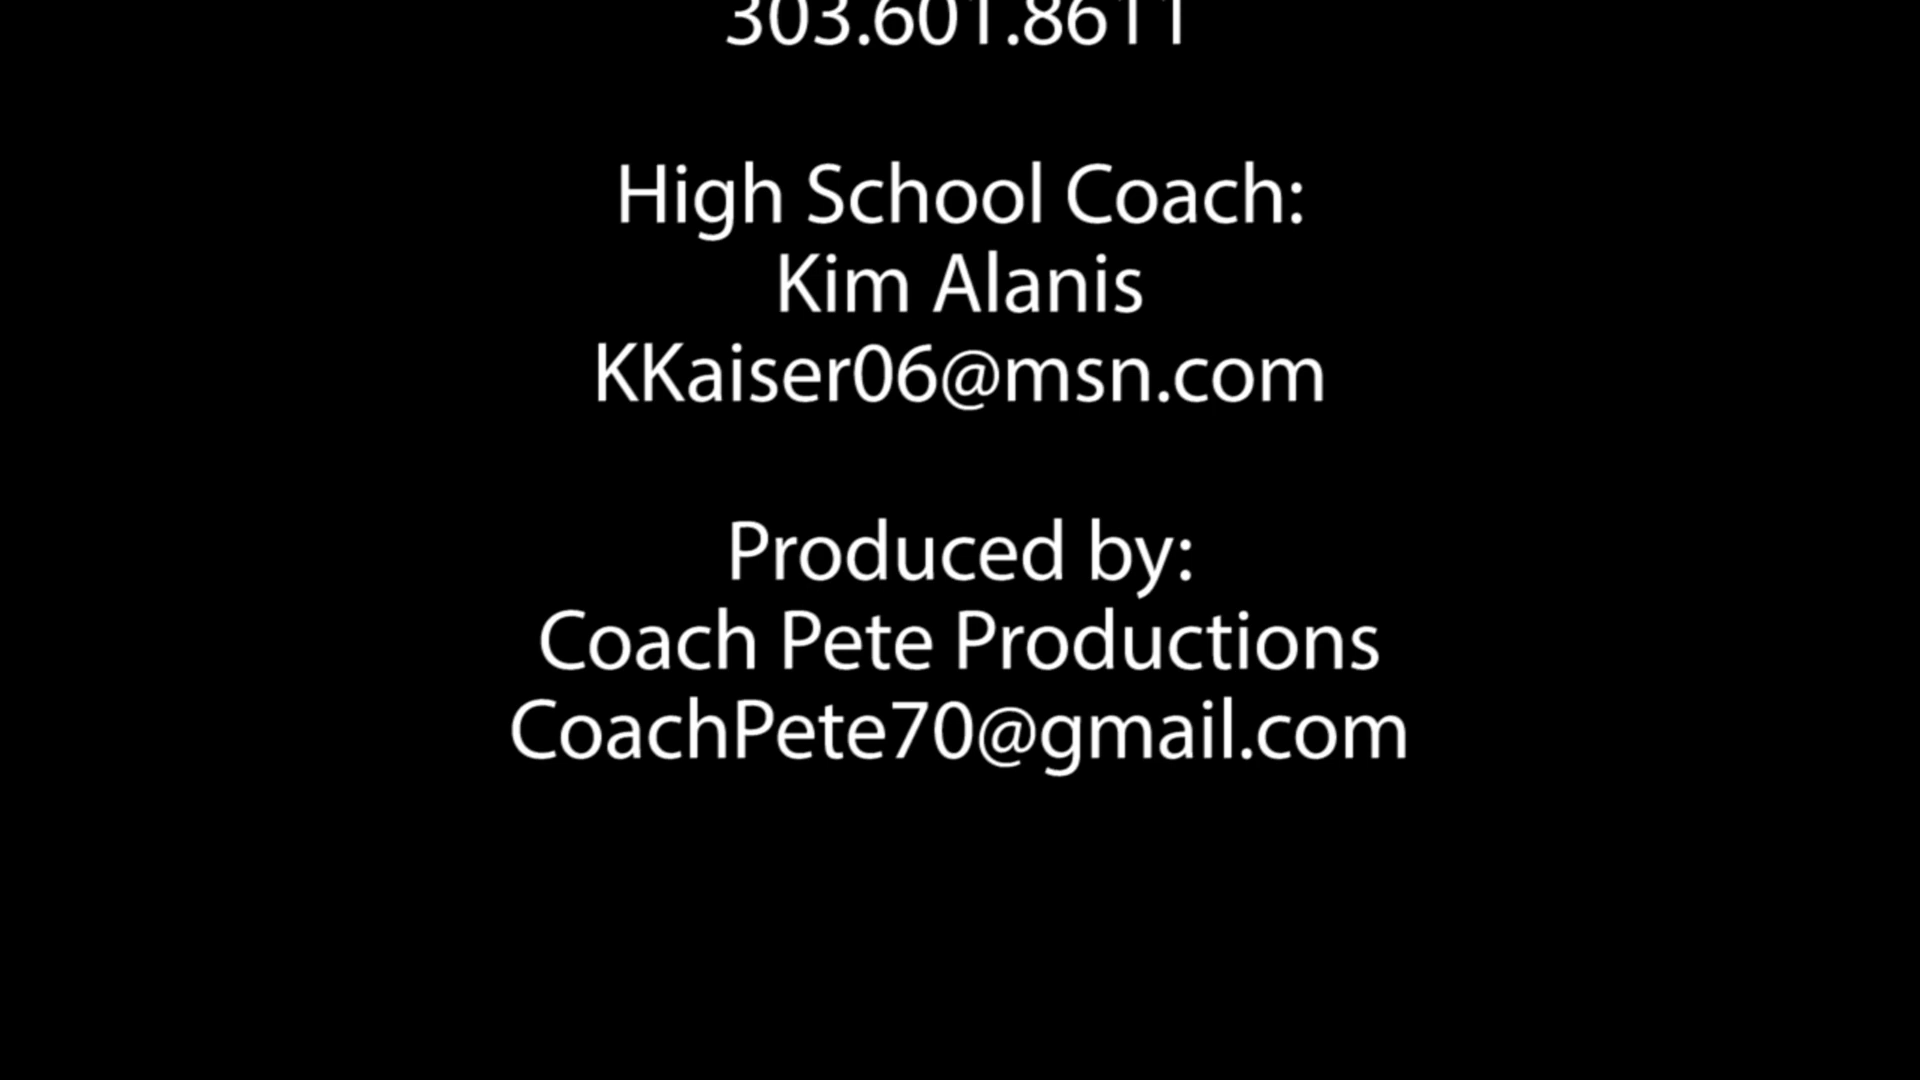 303.601.8611
High School Coach:
Kim Alanis
KKaiser06@msn.com
Produced by:
Coach Pete Productions
CoachPete70@gmail.com